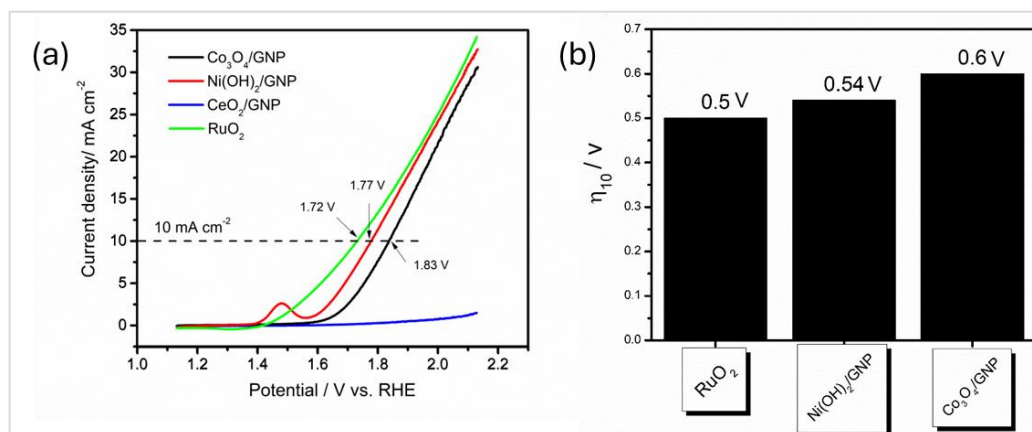 (a)
35
30
25
20
15
10
5
0
Current density/ mA cm⁻²
Co₃O₄/GNP
Ni(OH)₂/GNP
CeO₂/GNP
RuO₂
1.77 V
1.72 V
10 mA cm⁻²
1.83 V
1.0 1.2 1.4 1.6 1.8 2.0 2.2
Potential / V vs. RHE
(b)
0.7
0.6
0.5
0.4
0.3
0.2
0.1
0.0
η₁₀ / v
0.5 V
0.54 V
0.6 V
RuO₂
Ni(OH)₂/GNP
Co₃O₄/GNP